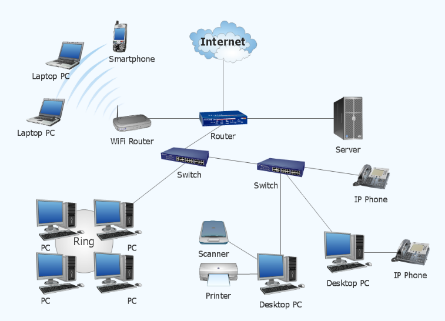 Internet
Smartphone
Laptop PC
Laptop PC
WiFi Router
Router
Server
Switch
Switch
IP Phone
PC
PC
Ring
Scanner
PC
PC
Printer
Desktop PC
Desktop PC
IP Phone